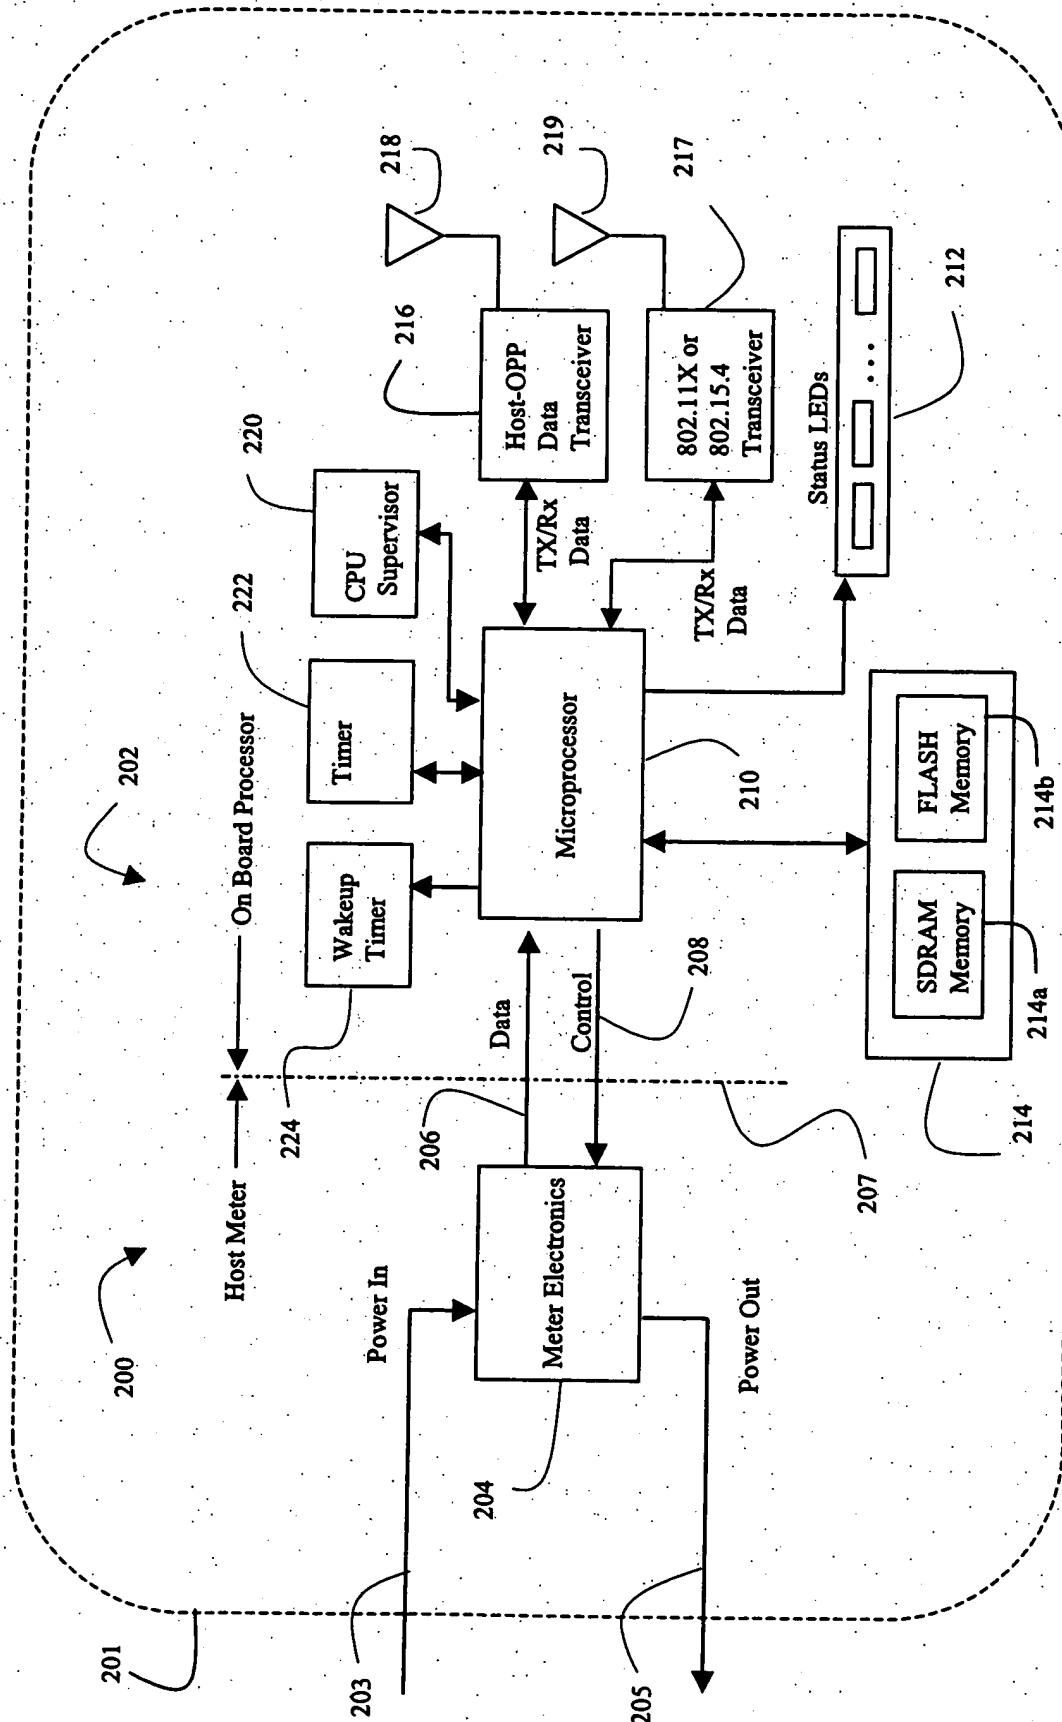 201
200
202
Host Meter
On Board Processor
224
222
220
216
218
219
217
Wakeup
Timer
Timer
CPU
Supervisor
Host-OPP
Data
Transceiver
802.11X or
802.15.4
Transceiver
TX/Rx
Data
TX/Rx
Data
203
Power In
206
Data
Control
208
Meter Electronics
204
Microprocessor
210
Status LEDs
....
212
205
Power Out
207
214
SDRAM
Memory
214a
FLASH
Memory
214b